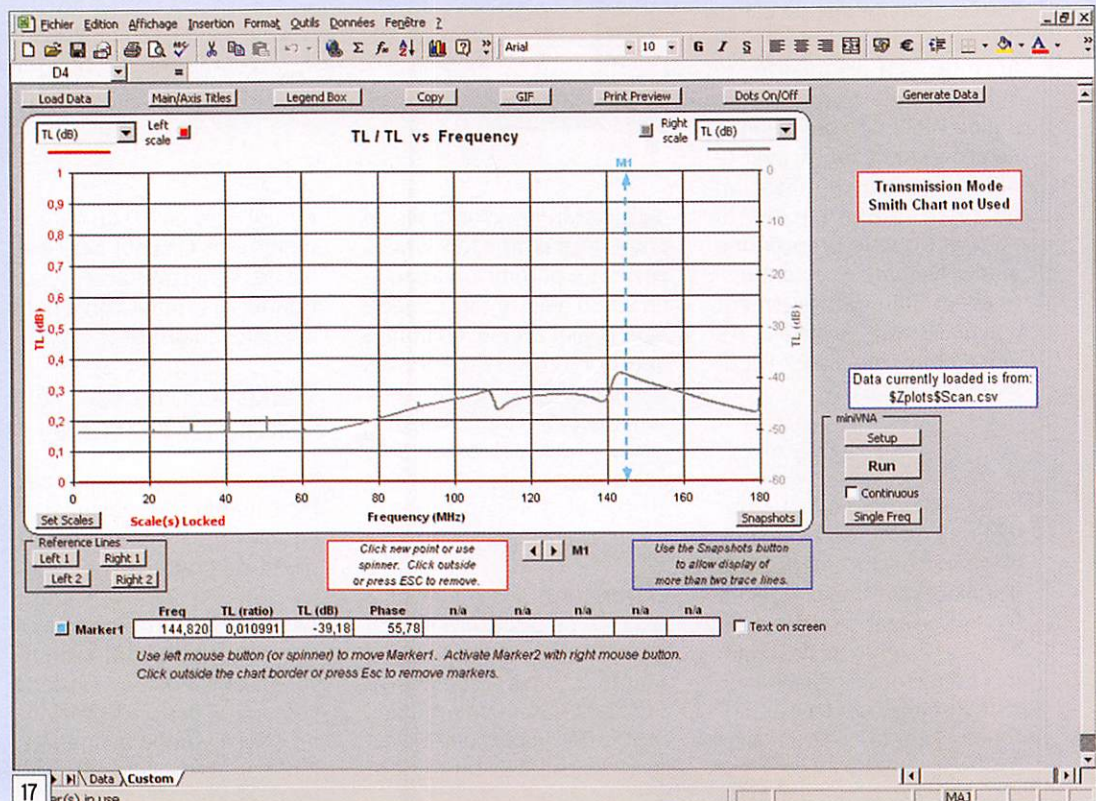 Fichier Edition Affichage Insertion Format Outils Données Fenêtre ?
Arial 10 G I S
D4 =
Load Data Main/Axis Titles Legend Box Copy GIF Print Preview Dots On/Off Generate Data
TL (dB) Left scale TL / TL vs Frequency Right scale TL (dB)
M1
1
0,9
0,8
0,7
0,6
0,5
0,4
0,3
0,2
0,1
0
TL (dB)
0
-10
-20
-30
-40
-50
-60
TL (dB)
0 20 40 60 80 100 120 140 160 180
Set Scales Scale(s) Locked Frequency (MHz) Snapshots
Transmission Mode
Smith Chart not Used
Data currently loaded is from:
$Zplots$Scan.csv
miniVNA
Setup
Run
Continuous
Single Freq
Reference Lines
Left 1 Right 1
Left 2 Right 2
Click new point or use
spinner. Click outside
or press ESC to remove.
M1
Use the Snapshots button
to allow display of
more than two trace lines.
Freq TL (ratio) TL (dB) Phase n/a n/a n/a n/a n/a
Marker1 144,820 0,010991 -39,18 55,78 Text on screen
Use left mouse button (or spinner) to move Marker1. Activate Marker2 with right mouse button.
Click outside the chart border or press Esc to remove markers.
Data Custom
17 er(s) in use MAJ